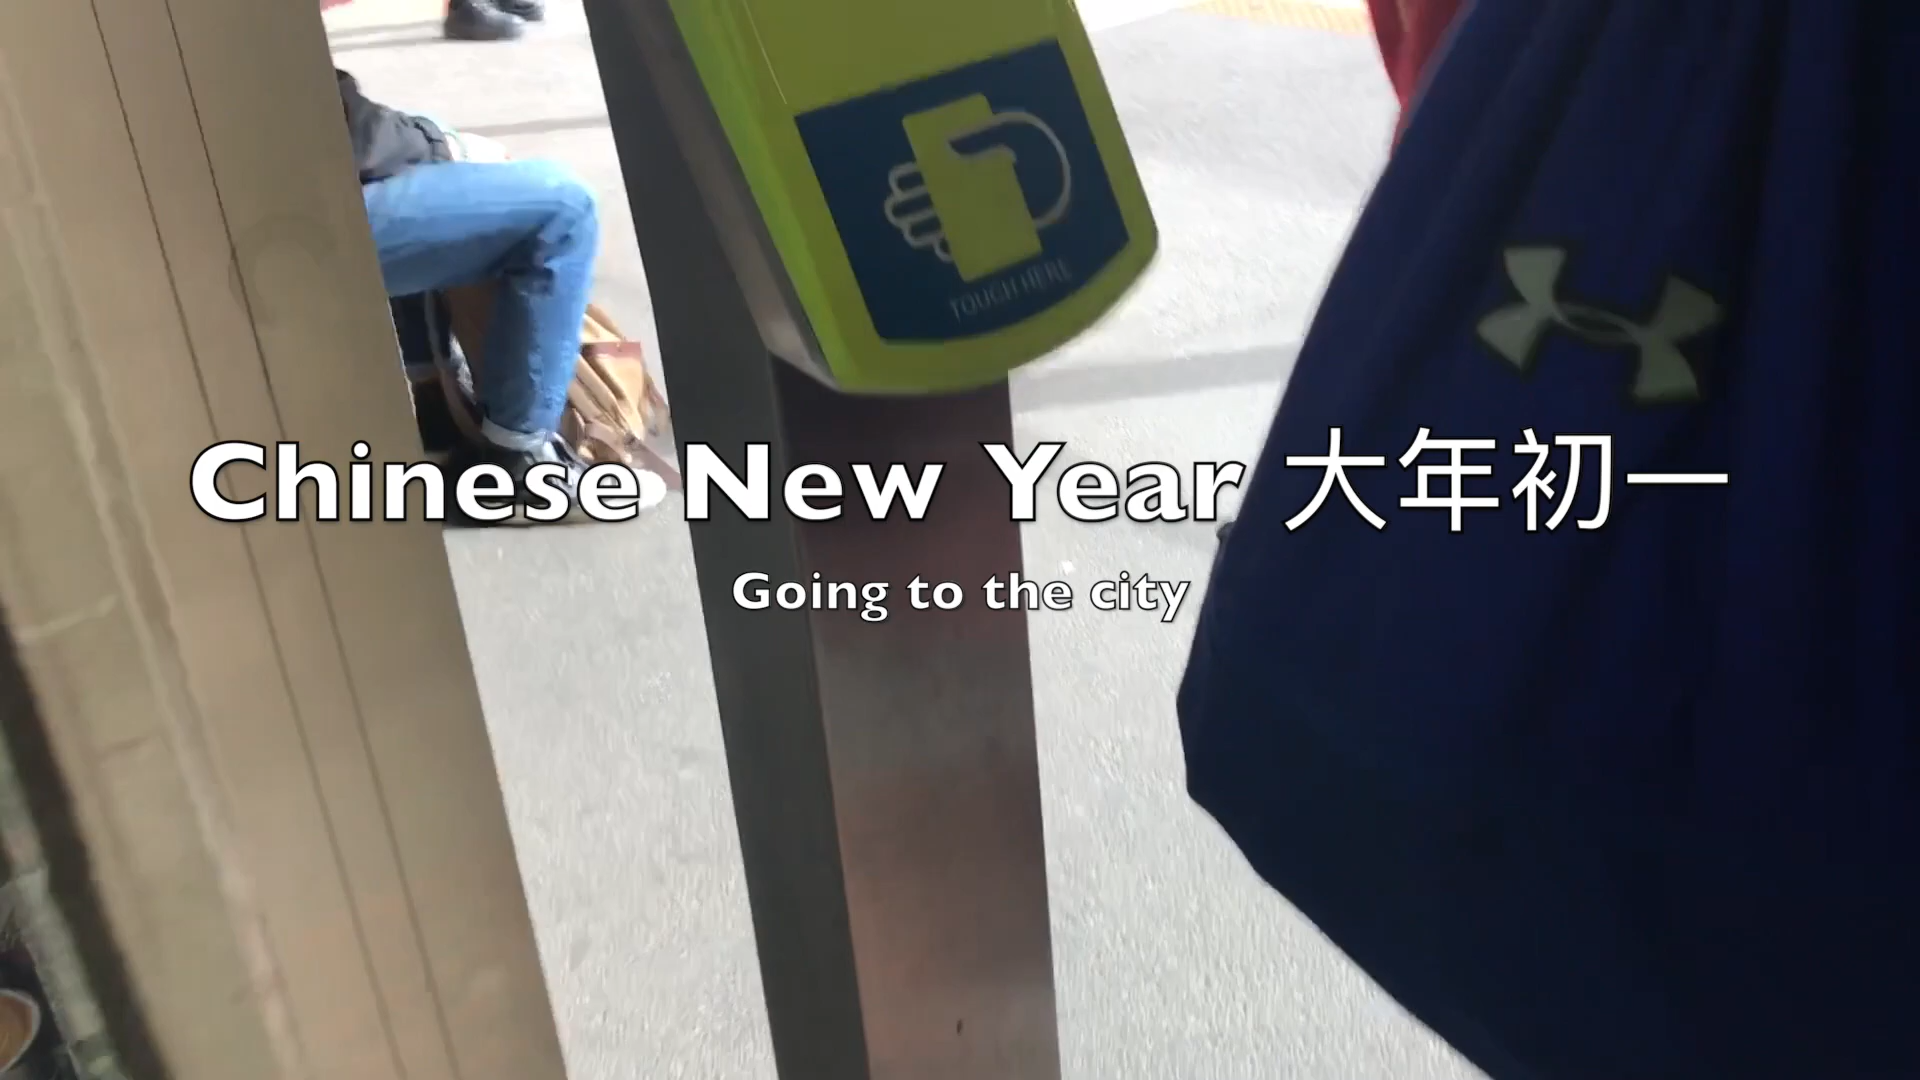 TOUCH HERE
Chinese New Year 大年初一
Going to the city